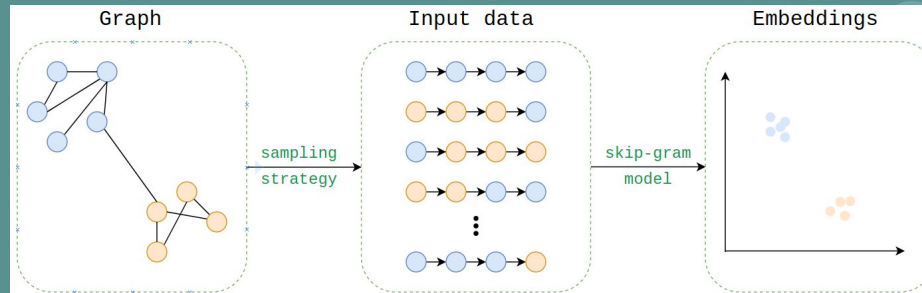 Graph
Input data
Embeddings
sampling
strategy
skip-gram
model